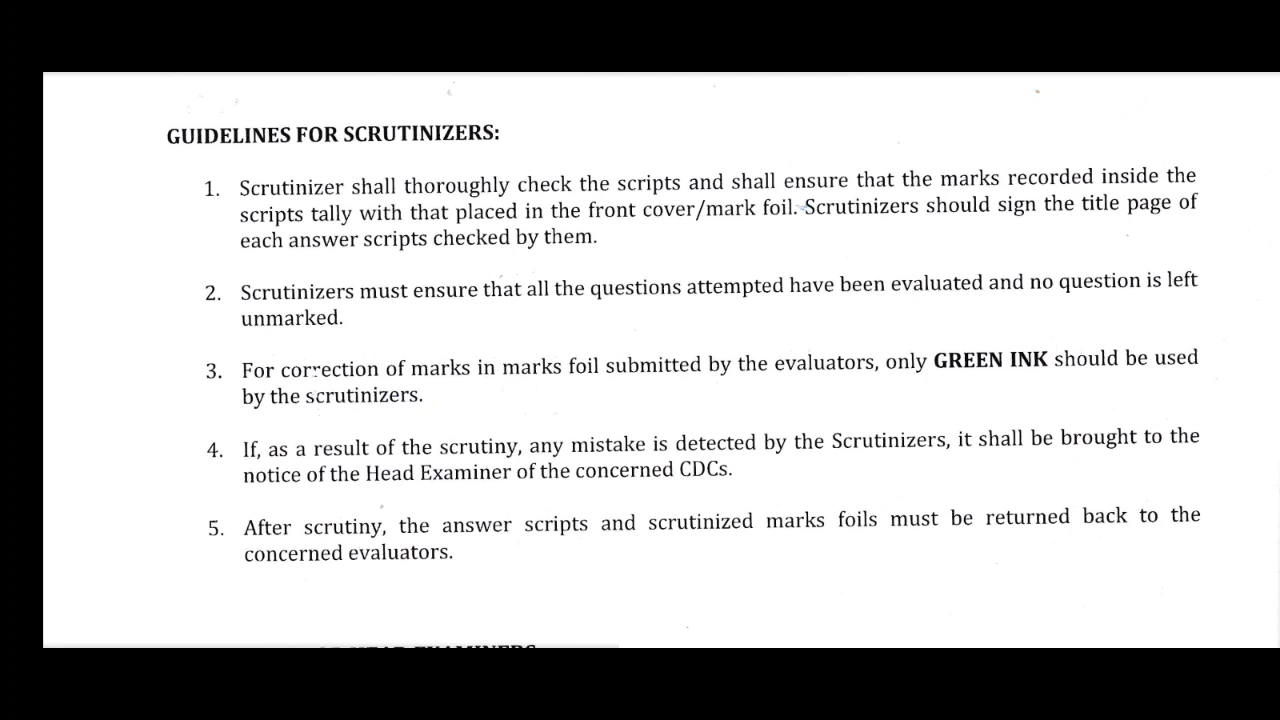 GUIDELINES FOR SCRUTINIZERS:
1. Scrutinizer shall thoroughly check the scripts and shall ensure that the marks recorded inside the
scripts tally with that placed in the front cover/mark foil. Scrutinizers should sign the title page of
each answer scripts checked by them.
2. Scrutinizers must ensure that all the questions attempted have been evaluated and no question is left
unmarked.
3. For correction of marks in marks foil submitted by the evaluators, only GREEN INK should be used
by the scrutinizers.
4. If, as a result of the scrutiny, any mistake is detected by the Scrutinizers, it shall be brought to the
notice of the Head Examiner of the concerned CDCs.
5. After scrutiny, the answer scripts and scrutinized marks foils must be returned back to the
concerned evaluators.
HEAD EXAMINERS